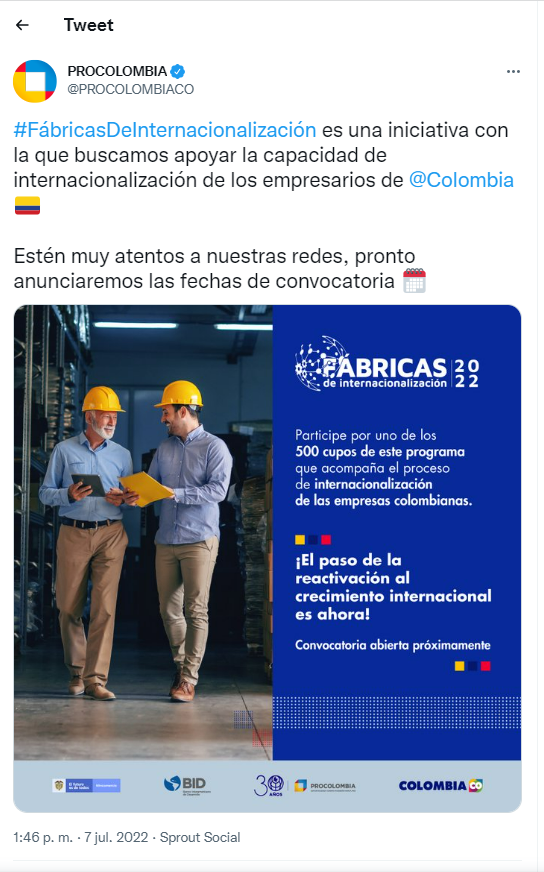 Tweet
PROCOLOMBIA
@PROCOLOMBIACO
#FábricasDeInternacionalización es una iniciativa con
la que buscamos apoyar la capacidad de
internacionalización de los empresarios de @Colombia
Estén muy atentos a nuestras redes, pronto
anunciaremos las fechas de convocatoria
FÁBRICAS
de internacionalización
20
22
Participe por uno de los
500 cupos de este programa
que acompaña el proceso
de internacionalización
de las empresas colombianas.
¡El paso de la
reactivación al
crecimiento internacional
es ahora!
Convocatoria abierta próximamente
BID
30
AÑOS
PROCOLOMBIA
COLOMBIA CO
1:46 p. m. · 7 jul. 2022 · Sprout Social